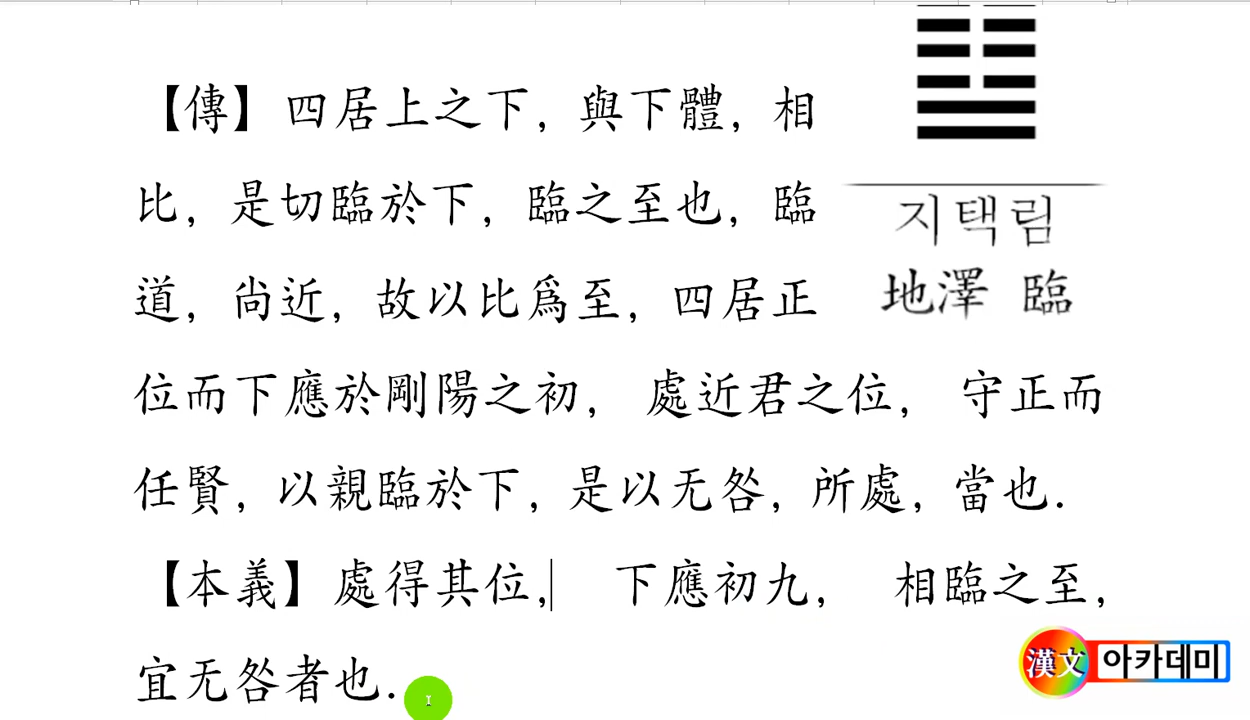 【傳】四居上之下, 與下體, 相
比, 是切臨於下, 臨之至也, 臨
道, 尚近, 故以比爲至, 四居正
位而下應於剛陽之初, 處近君之位, 守正而
任賢, 以親臨於下, 是以无咎, 所處, 當也.
【本義】處得其位, 下應初九, 相臨之至,
宜无咎者也.
지택림
地澤 臨
漢文 아카데미